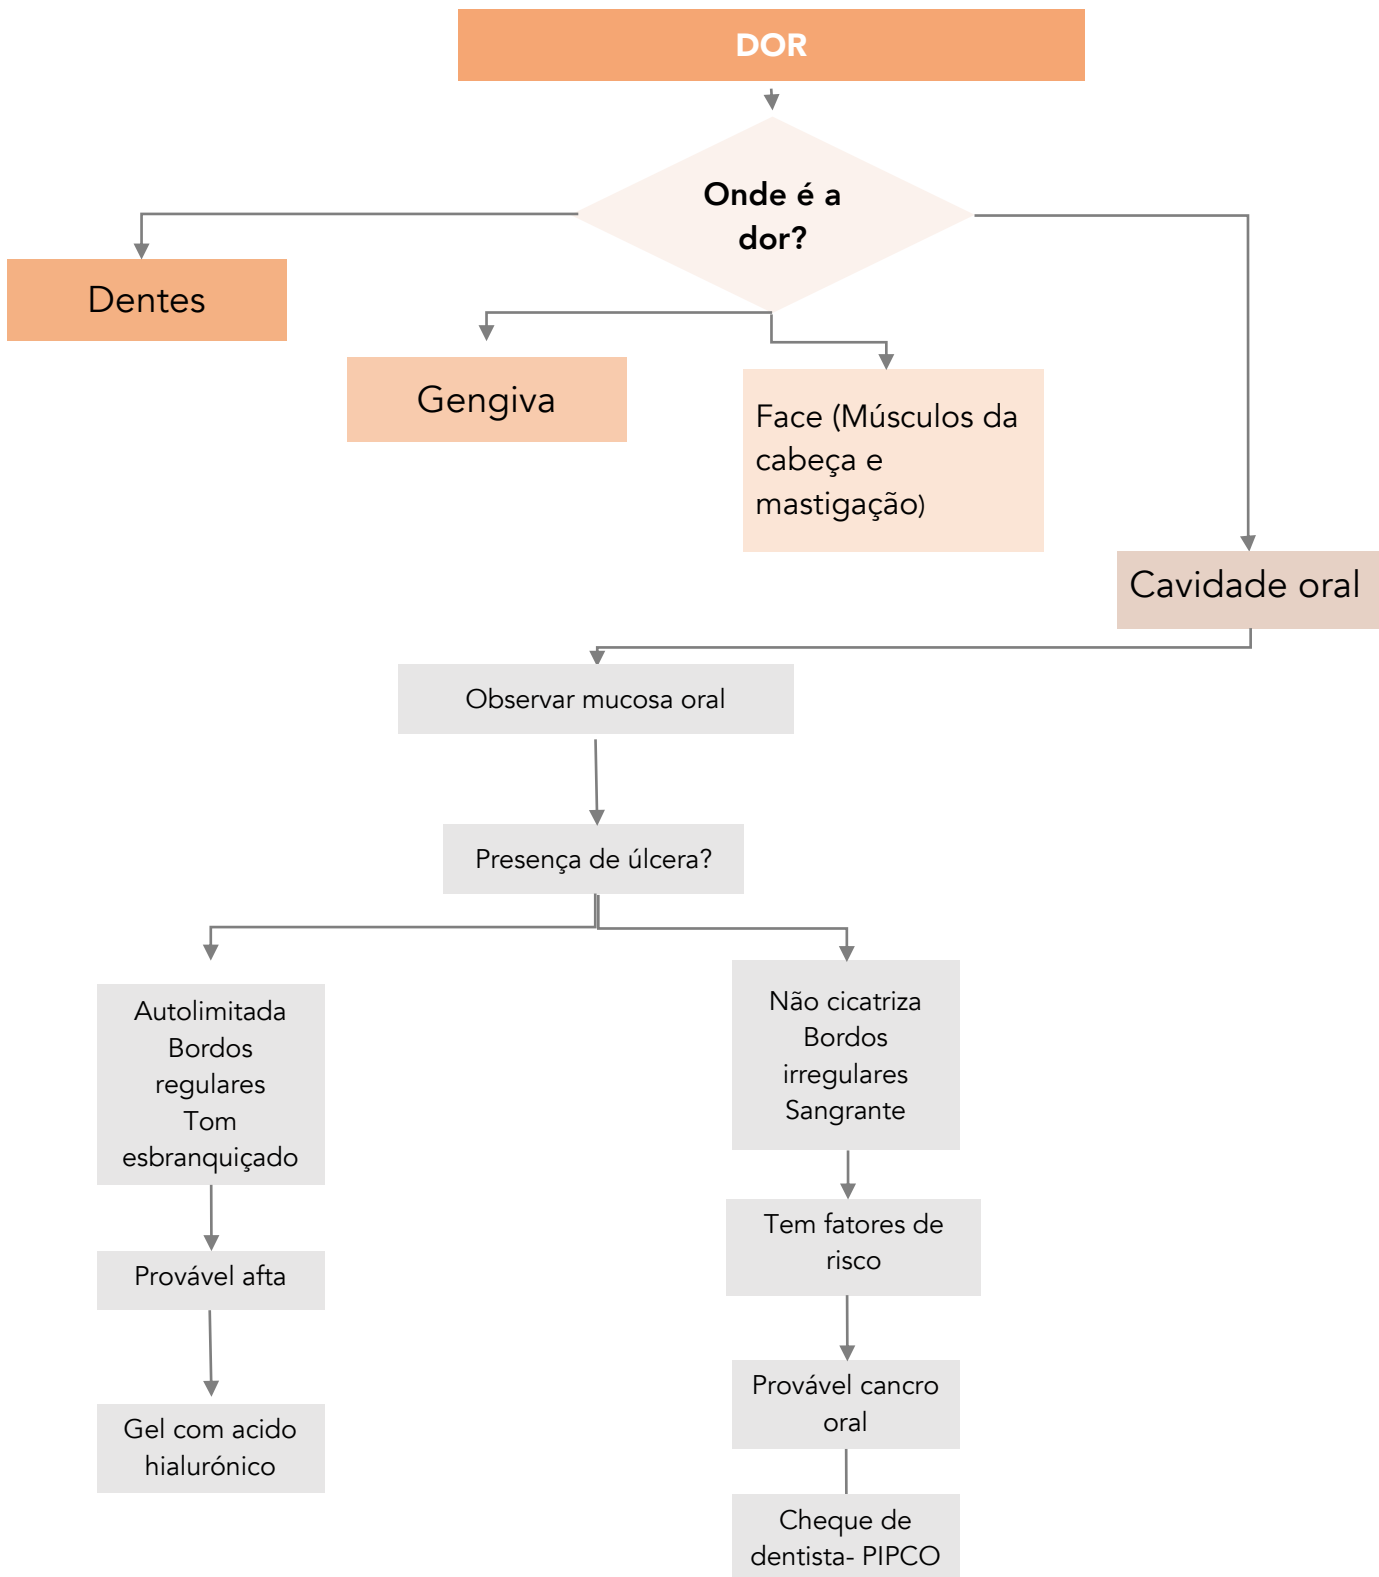 DOR
Onde é a
dor?
Dentes
Gengiva
Face (Músculos da
cabeça e
mastigação)
Cavidade oral
Observar mucosa oral
Presença de úlcera?
Autolimitada
Bordos
regulares
Tom
esbranquiçado
Não cicatriza
Bordos
irregulares
Sangrante
Tem fatores de
risco
Provável afta
Provável cancro
oral
Gel com acido
hialurónico
Cheque de
dentista- PIPCO